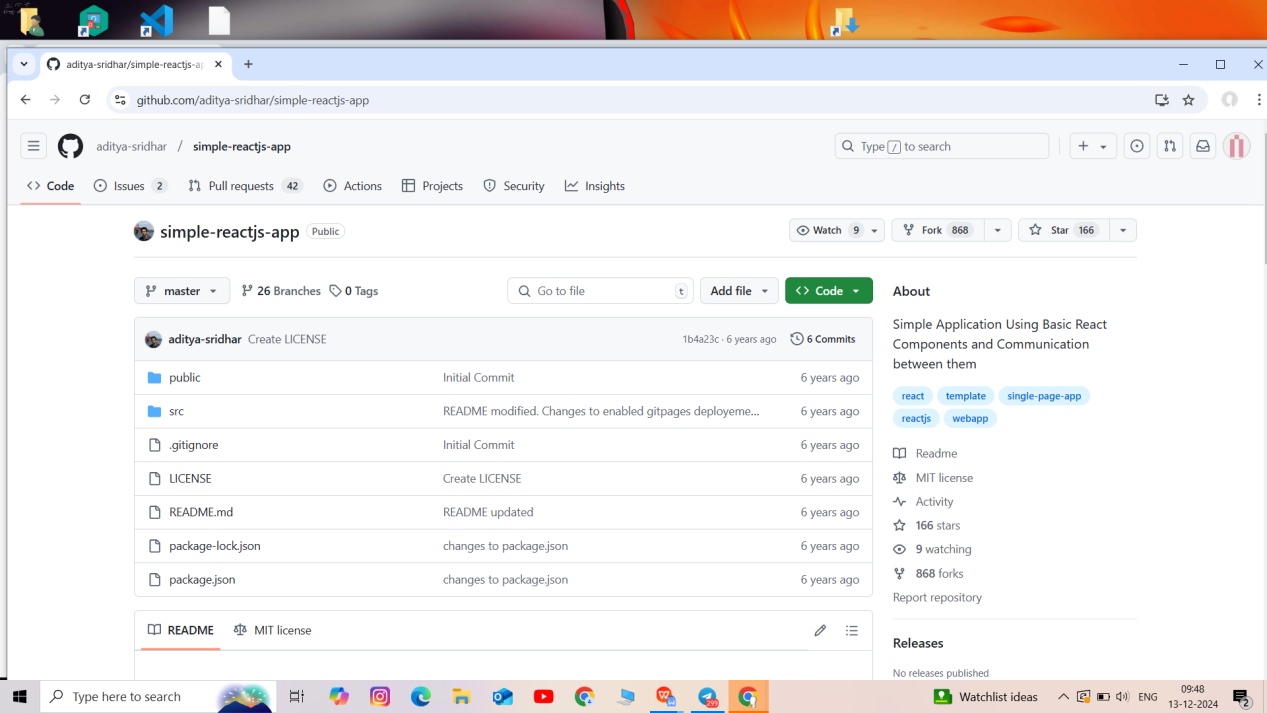 aditya-sridhar/simple-reactjs-ap
github.com/aditya-sridhar/simple-reactjs-app
aditya-sridhar / simple-reactjs-app
Type / to search
Code Issues 2 Pull requests 42 Actions Projects Security Insights
simple-reactjs-app Public
Watch 9 Fork 868 Star 166
master 26 Branches 0 Tags Go to file t Add file Code
About
Simple Application Using Basic React
Components and Communication
between them
react template single-page-app
reactjs webapp
Readme
MIT license
Activity
166 stars
9 watching
868 forks
Report repository
Releases
No releases published
aditya-sridhar Create LICENSE 1b4a23c · 6 years ago 6 Commits
public Initial Commit 6 years ago
src README modified. Changes to enabled gitpages deployeme... 6 years ago
.gitignore Initial Commit 6 years ago
LICENSE Create LICENSE 6 years ago
README.md README updated 6 years ago
package-lock.json changes to package.json 6 years ago
package.json changes to package.json 6 years ago
README MIT license
Type here to search
299
Watchlist ideas
ENG
09:48
13-12-2024
2